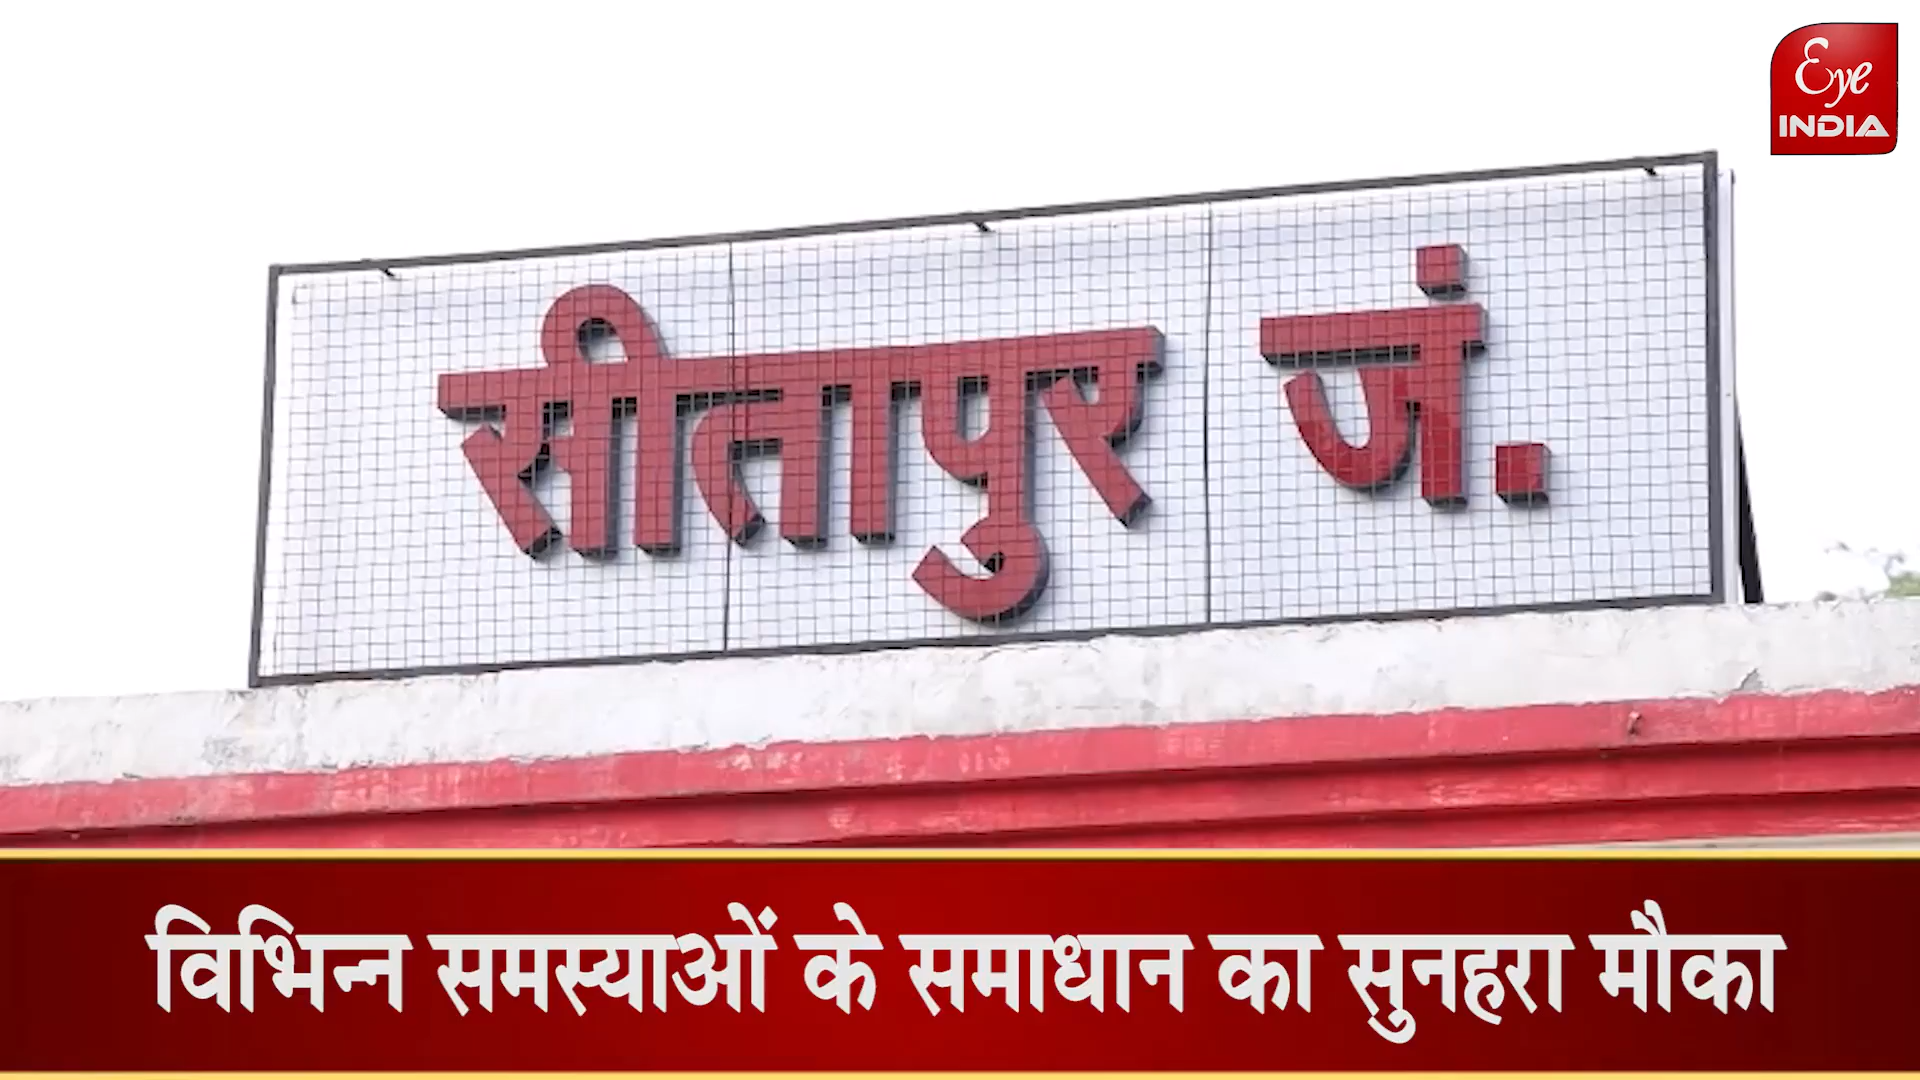 Eye
INDIA
सीतापुर जं.
विभिन्न समस्याओं के समाधान का सुनहरा मौका